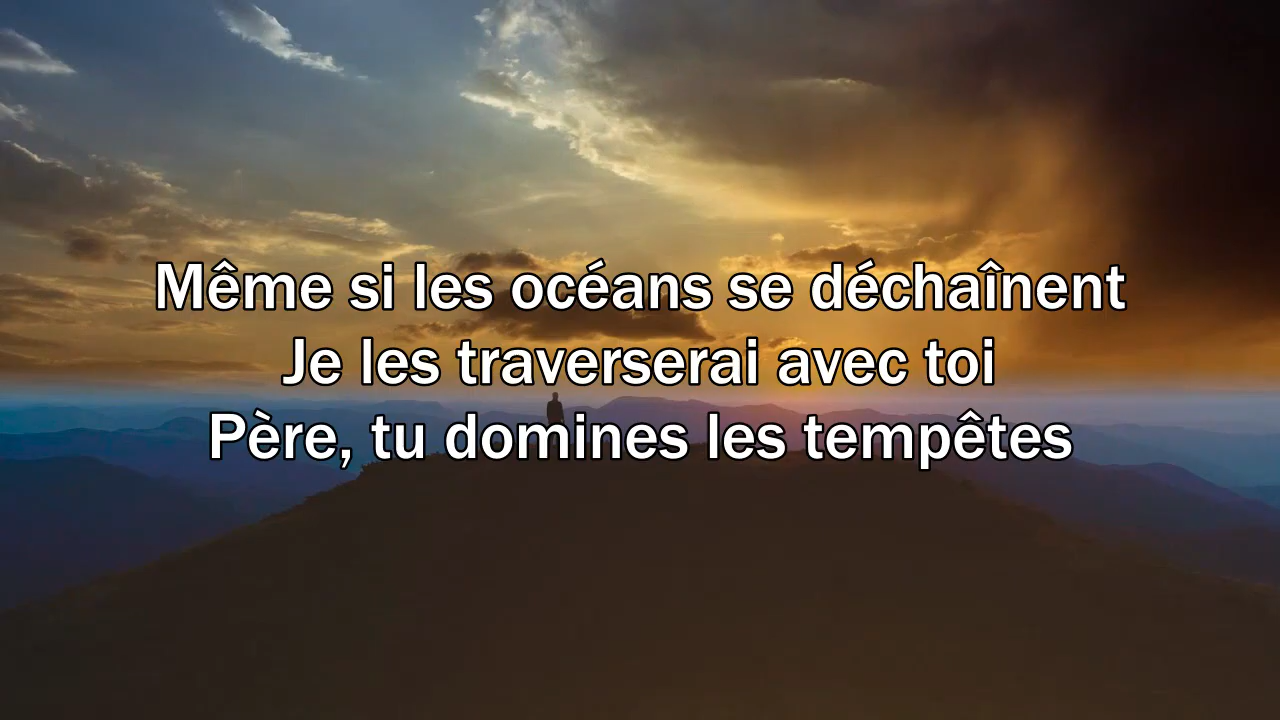 Même si les océans se déchaînent
Je les traverserai avec toi
Père, tu domines les tempêtes